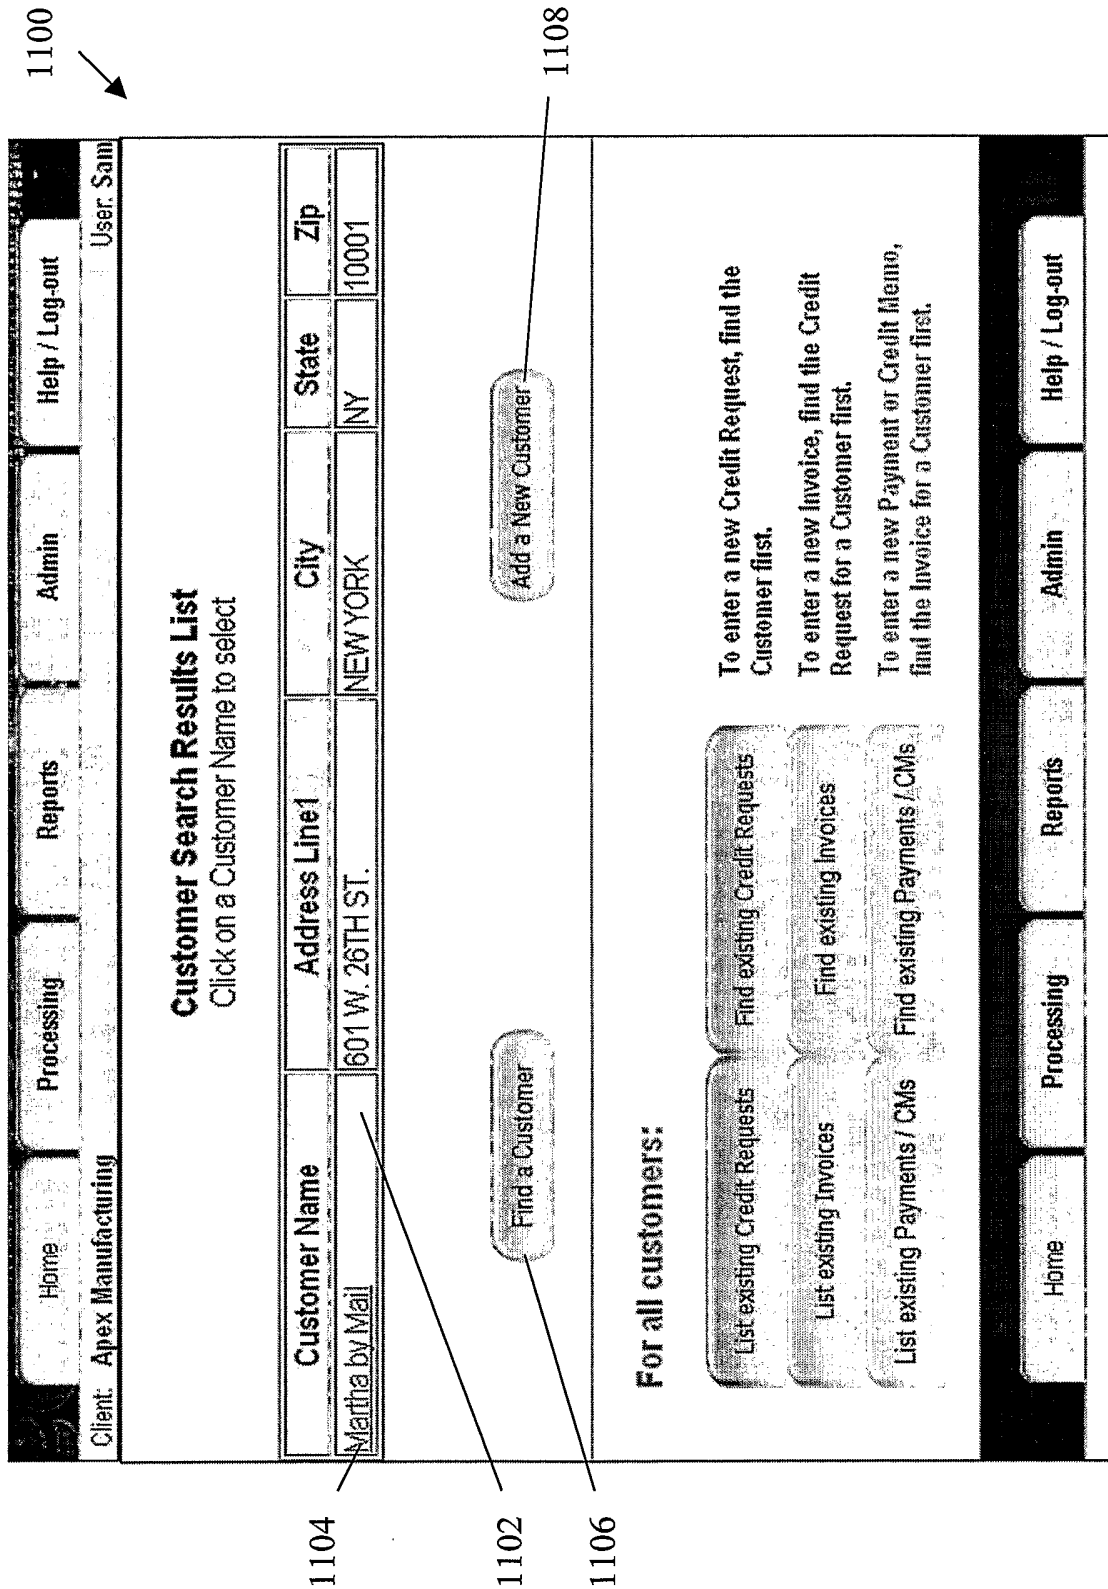 1100
Home Processing Reports Admin Help / Log-out
Client: Apex Manufacturing User: Sam
Customer Search Results List
Click on a Customer Name to select
Customer Name Address Line1 City State Zip
Martha by Mail 601 W. 26TH ST. NEW YORK NY 10001
1104
1102
Find a Customer Add a New Customer
1106
1108
For all customers:
List existing Credit Requests Find existing Credit Requests To enter a new Credit Request, find the
Customer first.
List existing Invoices Find existing Invoices To enter a new Invoice, find the Credit
Request for a Customer first.
List existing Payments / CMs Find existing Payments / CMs To enter a new Payment or Credit Memo,
find the Invoice for a Customer first.
Home Processing Reports Admin Help / Log-out